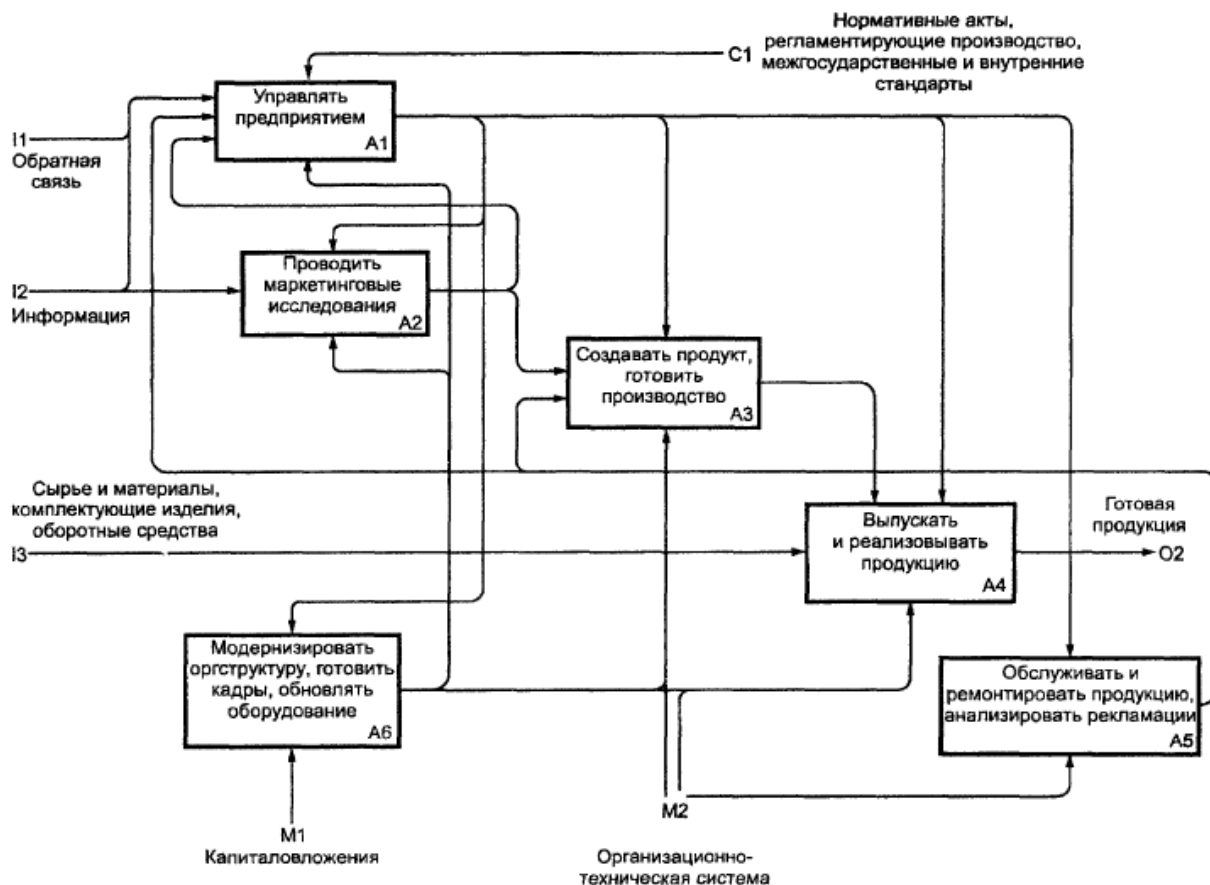 Нормативные акты,
регламентирующие производство,
межгосударственные и внутренние
стандарты
C1
Управлять
предприятием
A1
I1
Обратная
связь
Проводить
маркетинговые
исследования
A2
I2
Информация
Создавать продукт,
готовить
производство
A3
Сырье и материалы,
комплектующие изделия,
оборотные средства
I3
Выпускать
и реализовывать
продукцию
A4
Готовая
продукция
O2
Модернизировать
оргструктуру, готовить
кадры, обновлять
оборудование
A6
Обслуживать и
ремонтировать продукцию,
анализировать рекламации
A5
M1
Капиталовложения
M2
Организационно-
техническая система